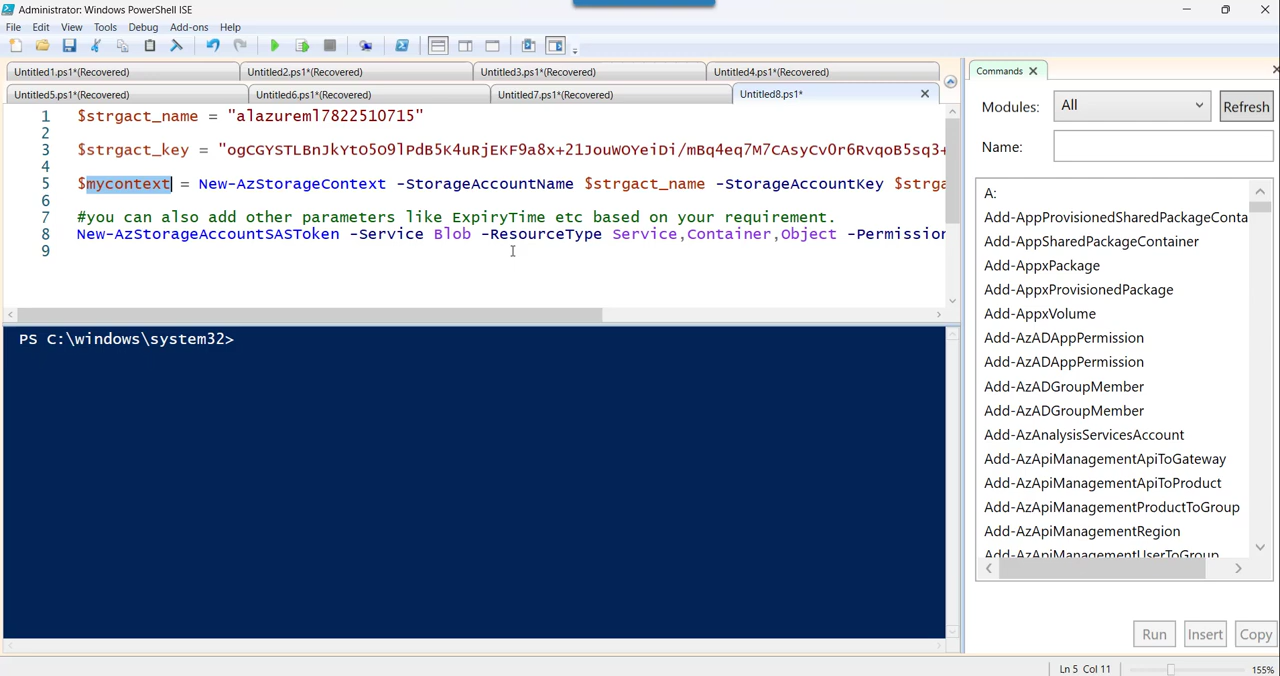 Administrator: Windows PowerShell ISE
File Edit View Tools Debug Add-ons Help
Untitled1.ps1*(Recovered) Untitled2.ps1*(Recovered) Untitled3.ps1*(Recovered) Untitled4.ps1*(Recovered)
Untitled5.ps1*(Recovered) Untitled6.ps1*(Recovered) Untitled7.ps1*(Recovered) Untitled8.ps1*
1 $strgact_name = "alazureml7822510715"
2
3 $strgact_key = "ogCGYSTLBnJkYtO5O9lPdB5K4uRjEKF9a8x+21JouWOYeiDi/mBq4eq7M7CAsyCvOr6RvqoB5sq3+
4
5 $mycontext = New-AzStorageContext -StorageAccountName $strgact_name -StorageAccountKey $strga
6
7 #you can also add other parameters like ExpiryTime etc based on your requirement.
8 New-AzStorageAccountSASToken -Service Blob -ResourceType Service,Container,Object -Permission
9
PS C:\windows\system32>
Commands
Modules: All Refresh
Name:
A:
Add-AppProvisionedSharedPackageConta
Add-AppSharedPackageContainer
Add-AppxPackage
Add-AppxProvisionedPackage
Add-AppxVolume
Add-AzADAppPermission
Add-AzADAppPermission
Add-AzADGroupMember
Add-AzADGroupMember
Add-AzAnalysisServicesAccount
Add-AzApiManagementApiToGateway
Add-AzApiManagementApiToProduct
Add-AzApiManagementProductToGroup
Add-AzApiManagementRegion
Add-AzApiManagementUserToGroup
Run Insert Copy
Ln 5 Col 11 155%